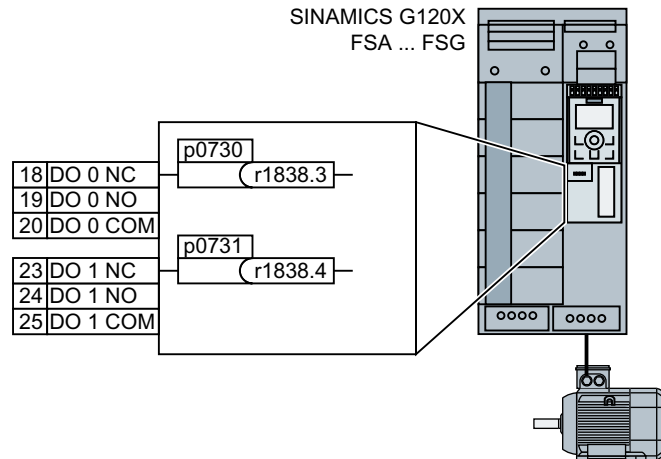 SINAMICS G120X
FSA ... FSG
p0730
r1838.3
18 DO 0 NC
19 DO 0 NO
20 DO 0 COM
p0731
r1838.4
23 DO 1 NC
24 DO 1 NO
25 DO 1 COM